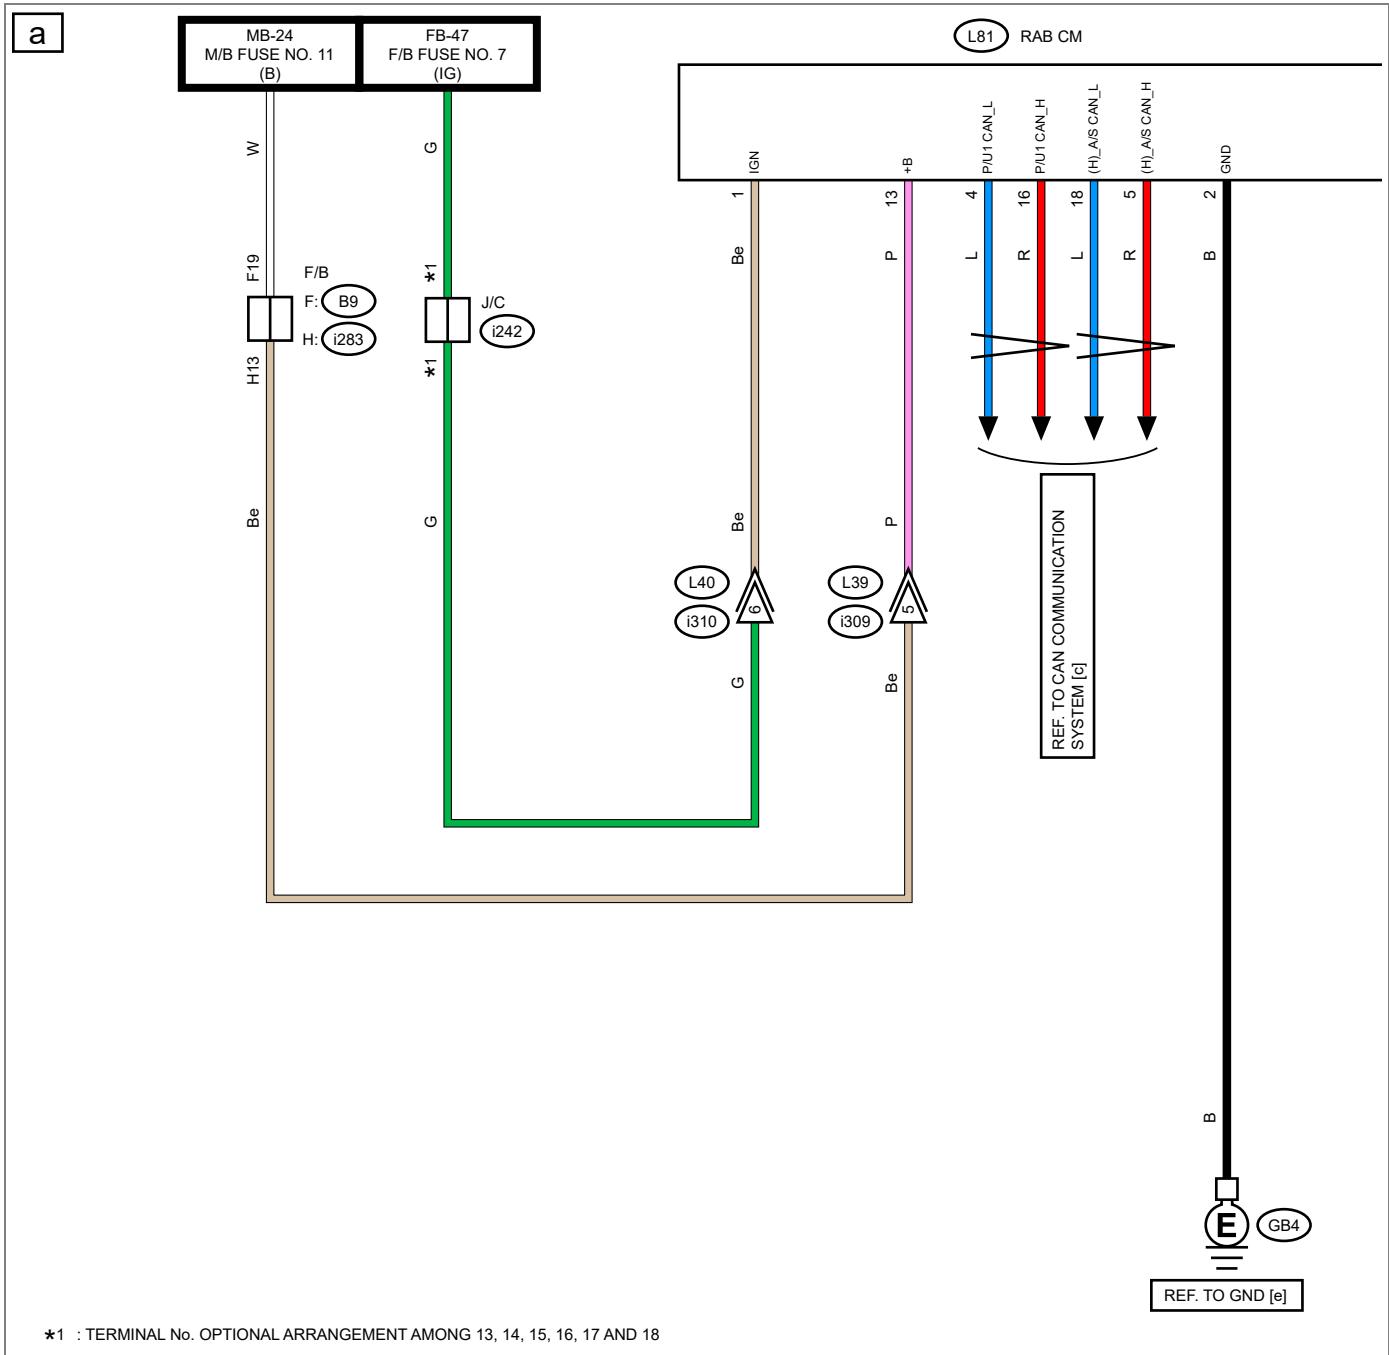 a
MB-24
M/B FUSE NO. 11
(B)
FB-47
F/B FUSE NO. 7
(IG)
L81 RAB CM
IGN
+B
P/U1 CAN_L
P/U1 CAN_H
(H)_A/S CAN_L
(H)_A/S CAN_H
GND
1
13
4
16
18
5
2
W
G
Be
P
L
R
L
R
B
F19
F/B
F: B9
H: i283
H13
*1
J/C
i242
*1
Be
G
Be
P
L40
i310
6
L39
i309
5
G
Be
REF. TO CAN COMMUNICATION
SYSTEM [c]
B
E
GB4
REF. TO GND [e]
*1 : TERMINAL No. OPTIONAL ARRANGEMENT AMONG 13, 14, 15, 16, 17 AND 18